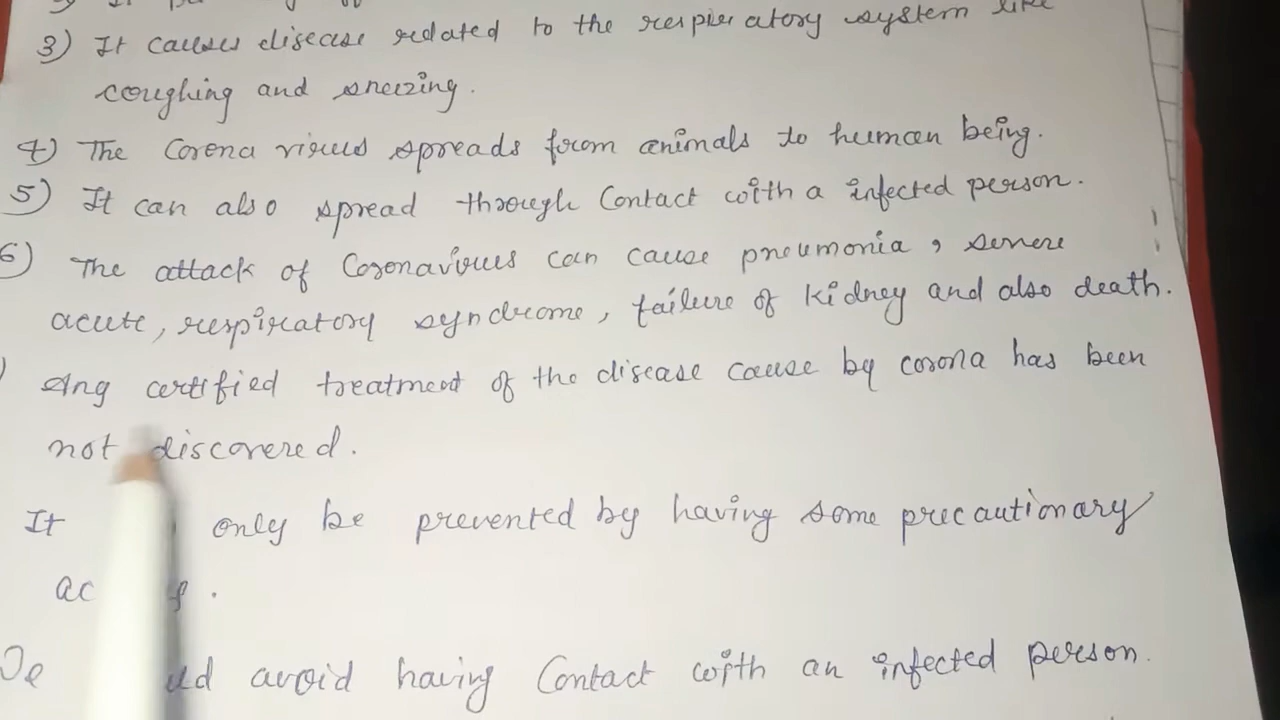 3) It causes disease related to the respiratory system like
coughing and sneezing.
4) The Corona virus spreads from animals to human being.
5) It can also spread through Contact with a infected person.
6) The attack of Coronavirus can cause pneumonia, severe
acute, respiratory syndrome, failure of kidney and also death.
Any certified treatment of the disease cause by corona has been
not discovered.
It only be prevented by having some precautionary
avoid having Contact with an infected person.